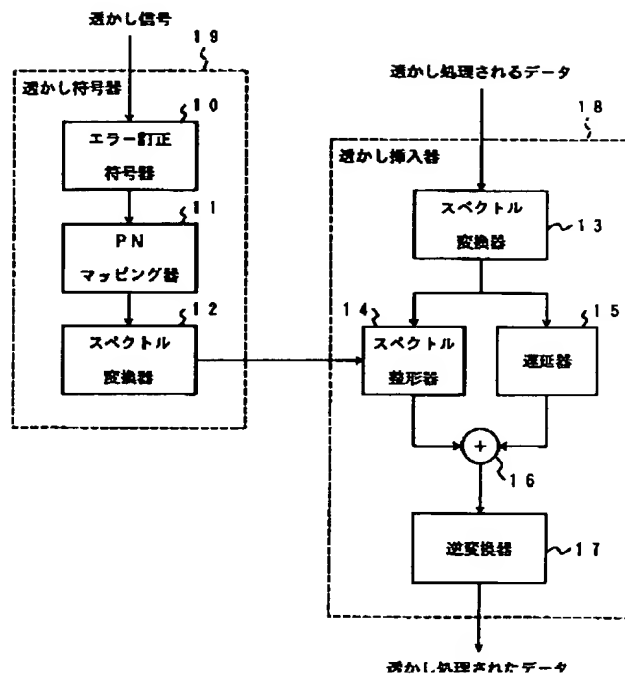 透かし信号
19
透かし符号器
10
エラー訂正
符号器
11
PN
マッピング器
12
スペクトル
変換器
透かし処理されるデータ
18
透かし挿入器
スペクトル
変換器
13
14
スペクトル
整形器
15
遅延器
+
16
逆変換器
17
透かし処理されたデータ